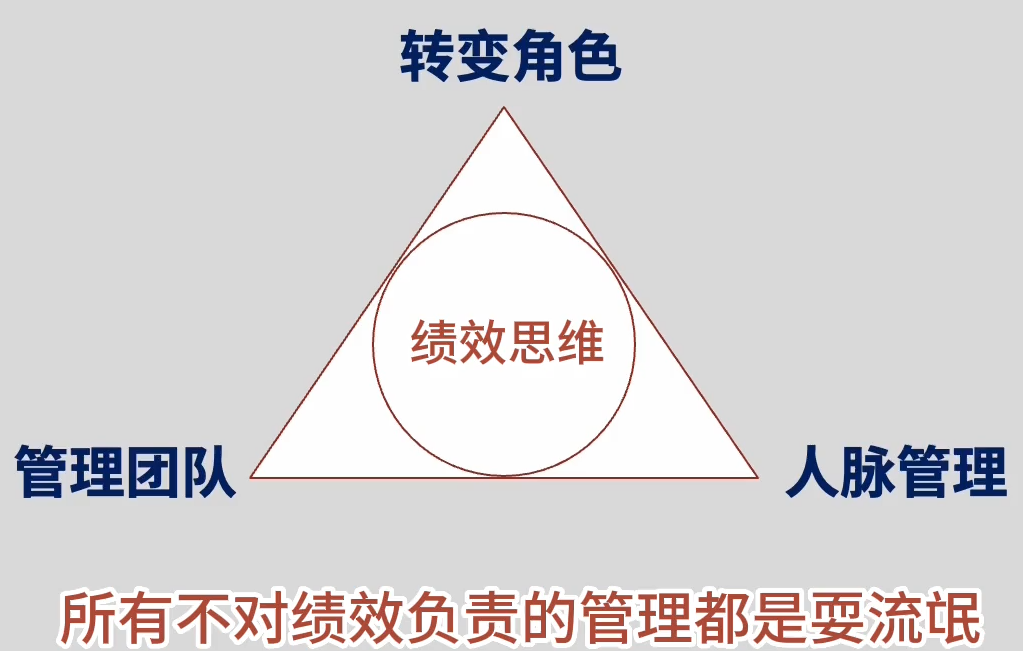 转变角色
绩效思维
管理团队
人脉管理
所有不对绩效负责的管理都是耍流氓